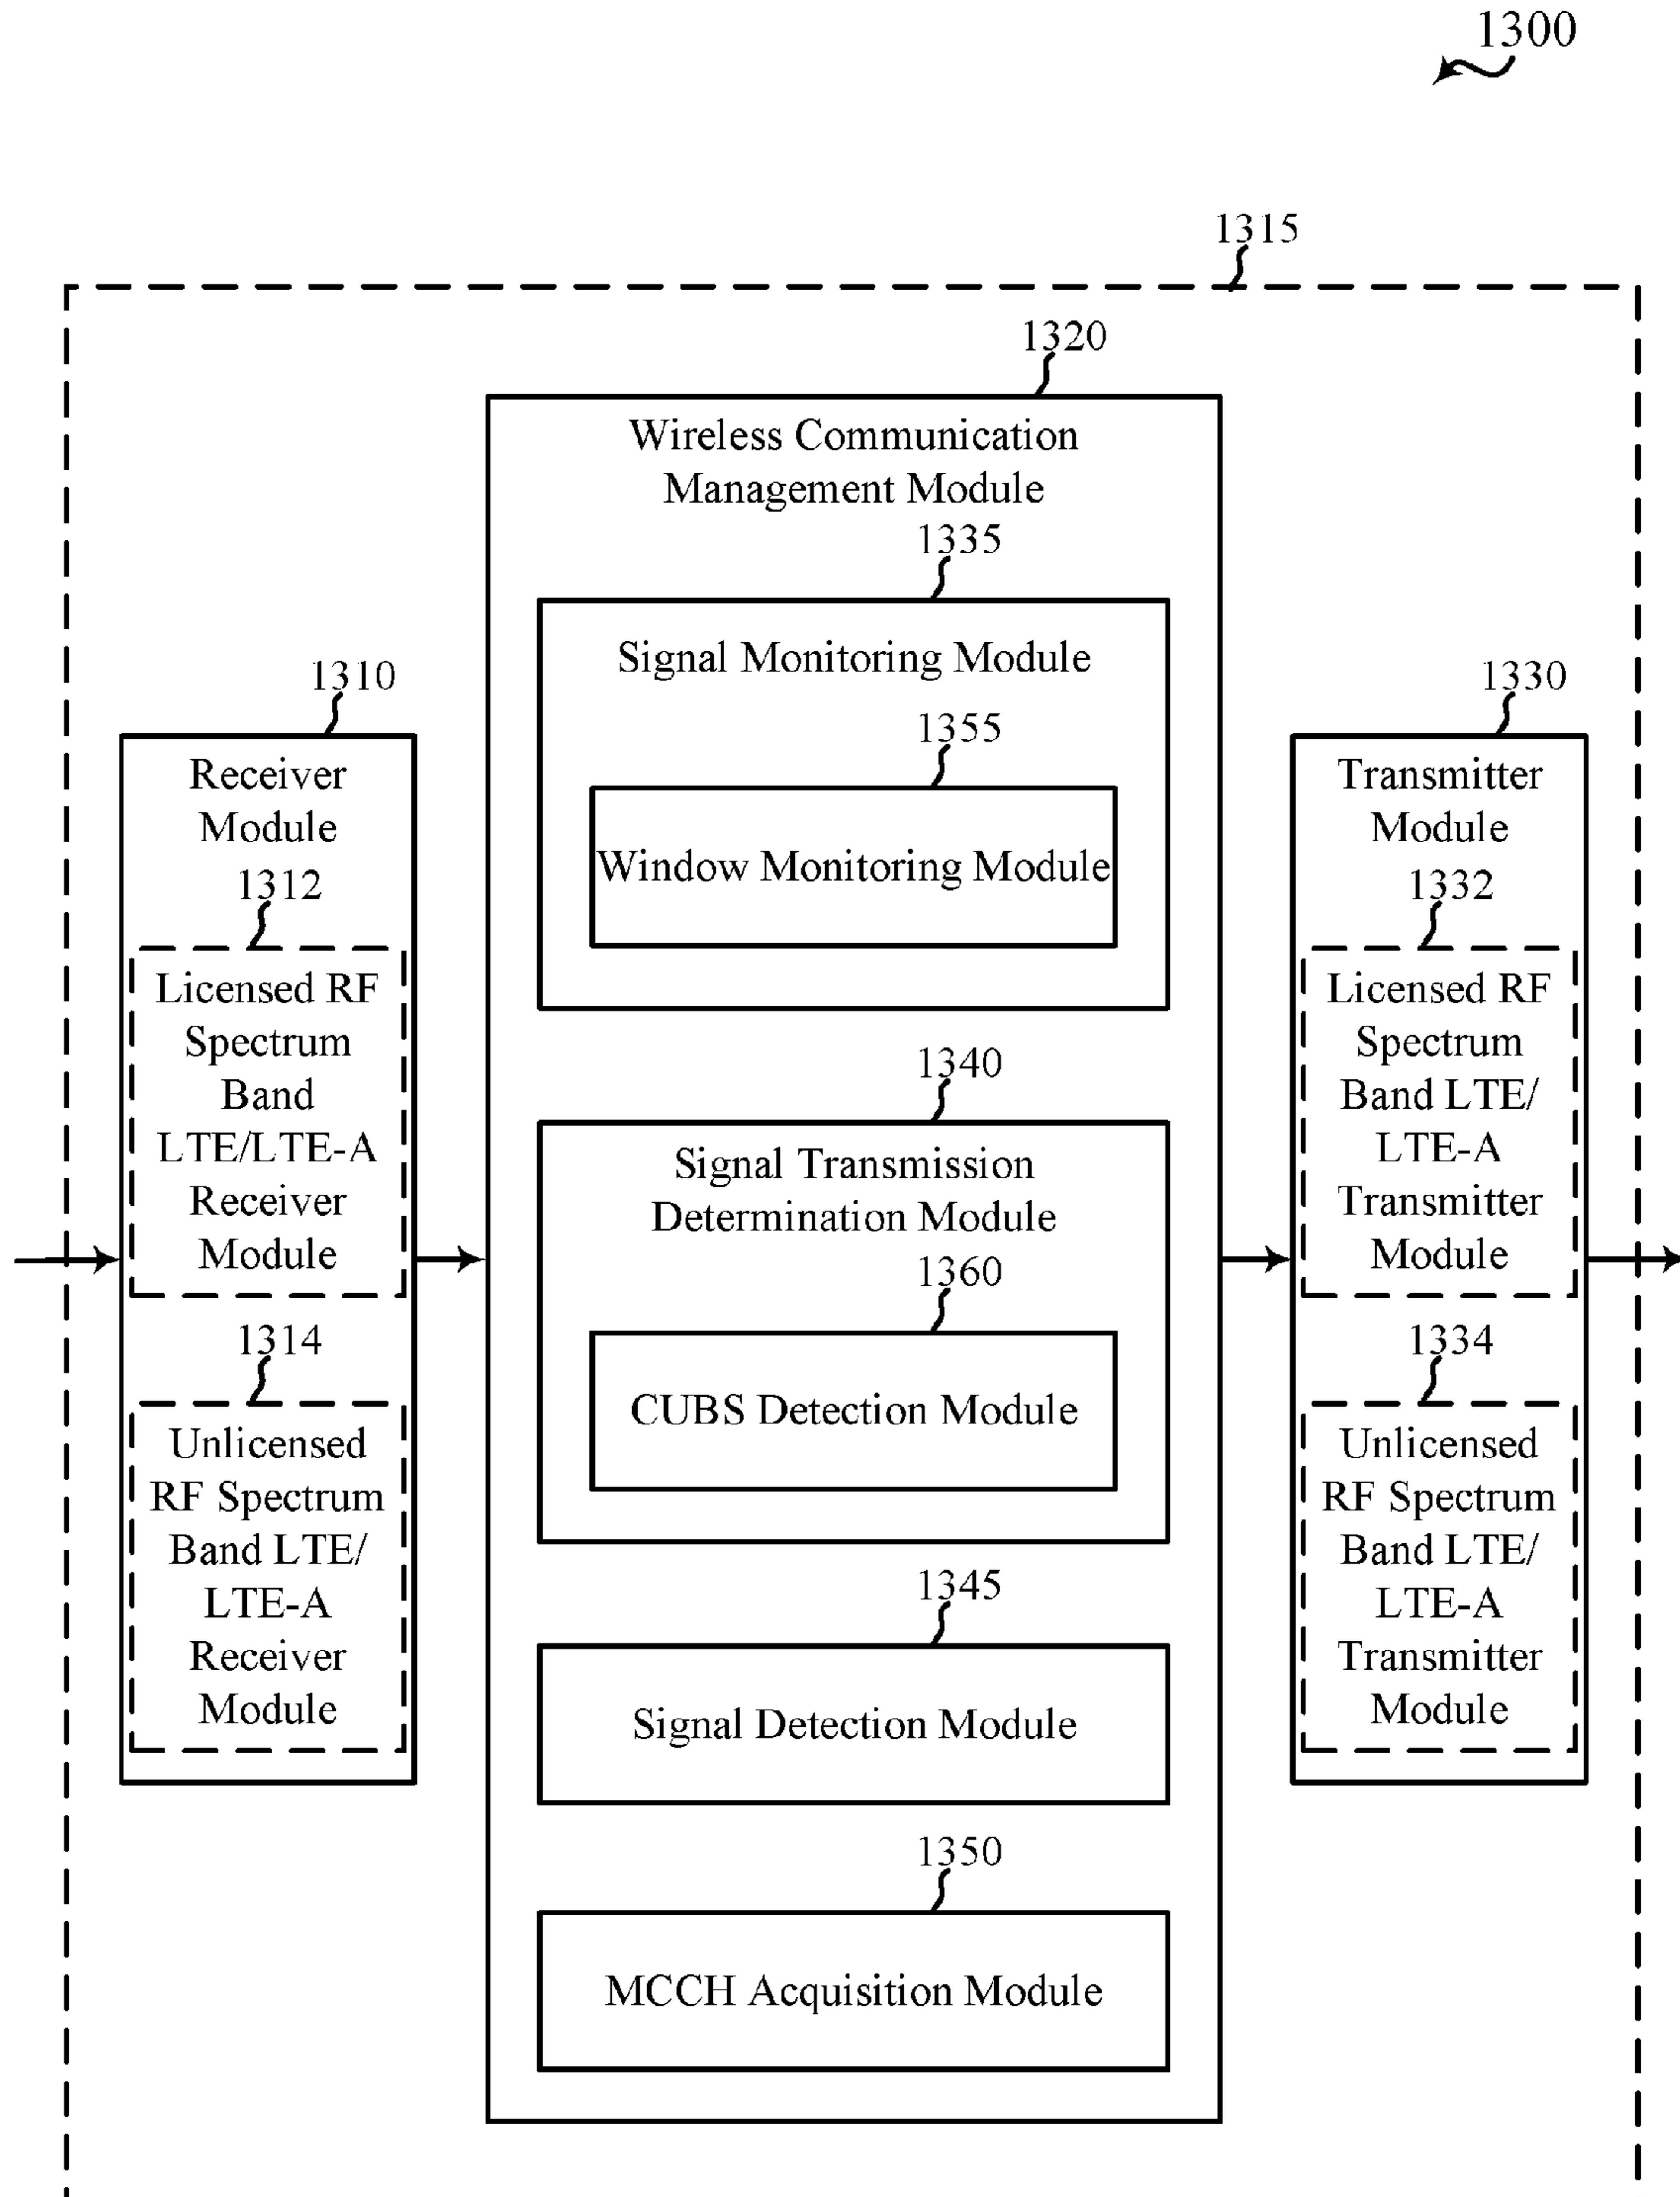 1300
1315
1320
Wireless Communication
Management Module
1335
Signal Monitoring Module
1355
Window Monitoring Module
1340
Signal Transmission
Determination Module
1360
CUBS Detection Module
1345
Signal Detection Module
1350
MCCH Acquisition Module
1310
Receiver
Module
1312
Licensed RF
Spectrum
Band
LTE/LTE-A
Receiver
Module
1314
Unlicensed
RF Spectrum
Band LTE/
LTE-A
Receiver
Module
1330
Transmitter
Module
1332
Licensed RF
Spectrum
Band LTE/
LTE-A
Transmitter
Module
1334
Unlicensed
RF Spectrum
Band LTE/
LTE-A
Transmitter
Module